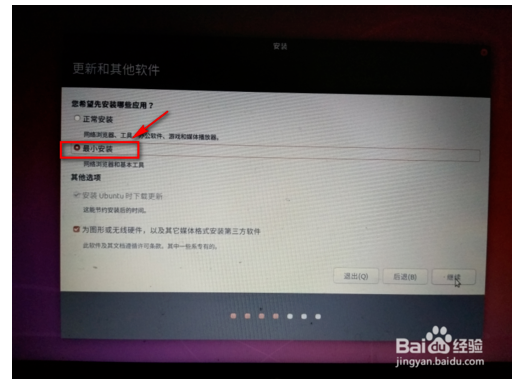 安装
更新和其他软件
您希望先安装哪些应用？
正常安装
网络浏览器、工具、办公软件、游戏和媒体播放器。
最小安装
网络浏览器和基本工具
其他选项
安装 Ubuntu 时下载更新
这能节约安装后的时间。
为图形或无线硬件，以及其它媒体格式安装第三方软件
此软件及其文档遵循许可条款。其中一些是专有的。
退出(Q)
后退(B)
继续
Baidu 经验
jingyan.baidu.com